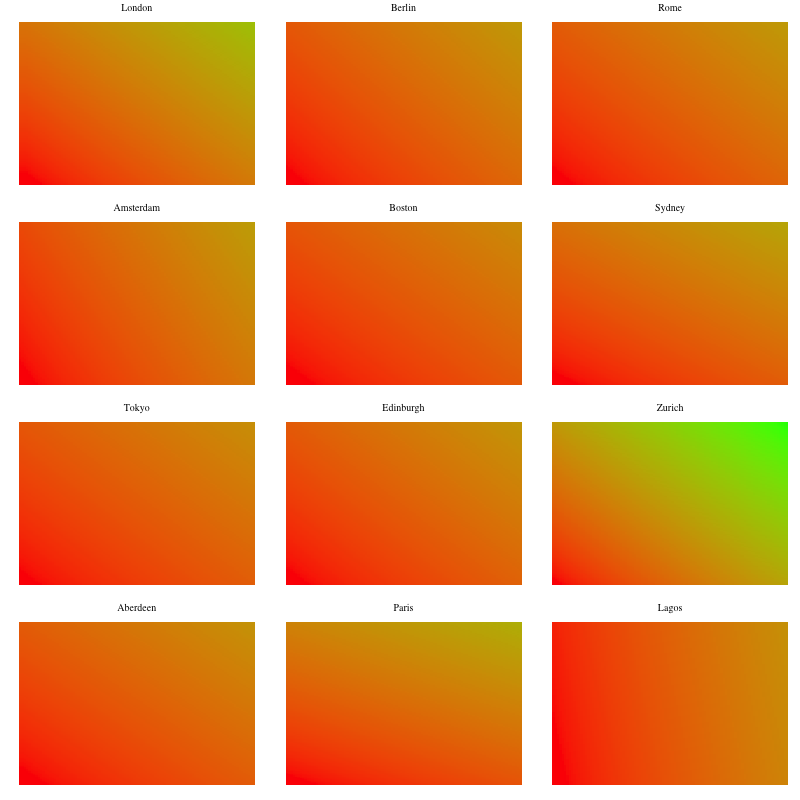 London
Berlin
Rome
Amsterdam
Boston
Sydney
Tokyo
Edinburgh
Zurich
Aberdeen
Paris
Lagos